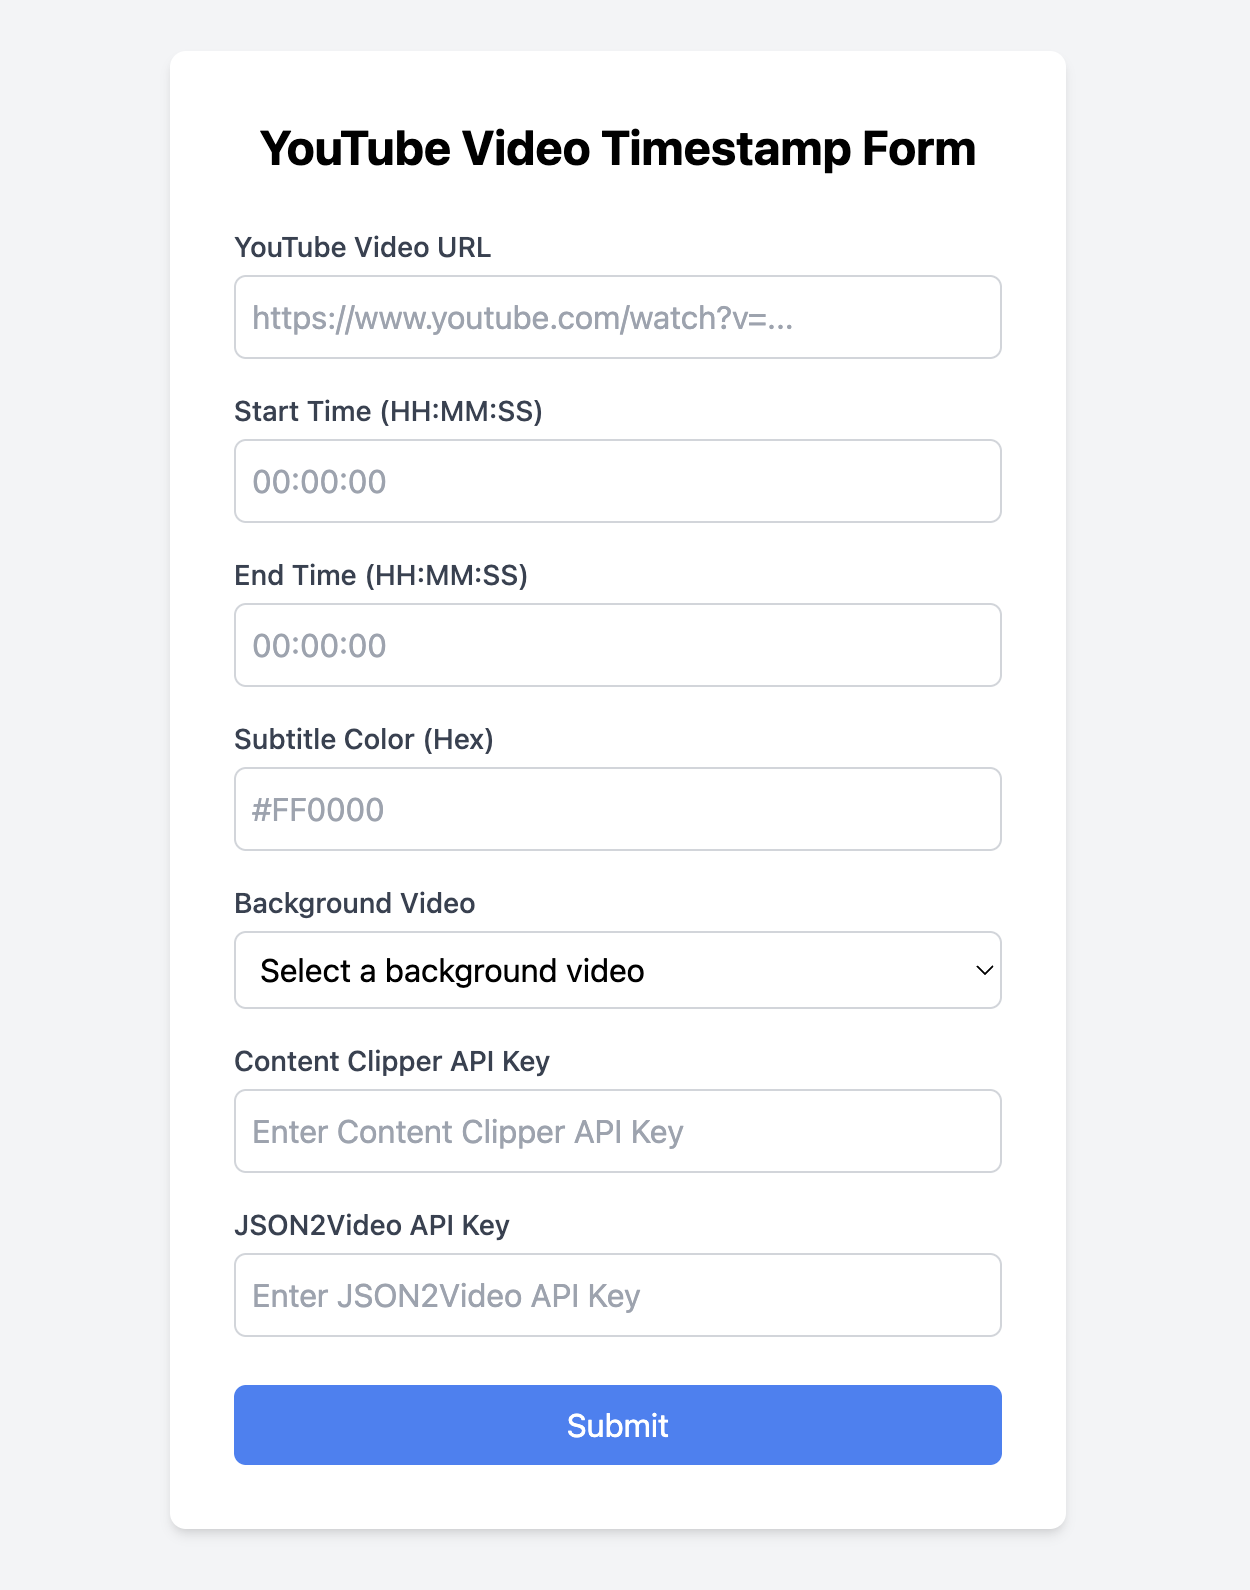 YouTube Video Timestamp Form
YouTube Video URL
https://www.youtube.com/watch?v=...
Start Time (HH:MM:SS)
00:00:00
End Time (HH:MM:SS)
00:00:00
Subtitle Color (Hex)
#FF0000
Background Video
Select a background video
Content Clipper API Key
Enter Content Clipper API Key
JSON2Video API Key
Enter JSON2Video API Key
Submit